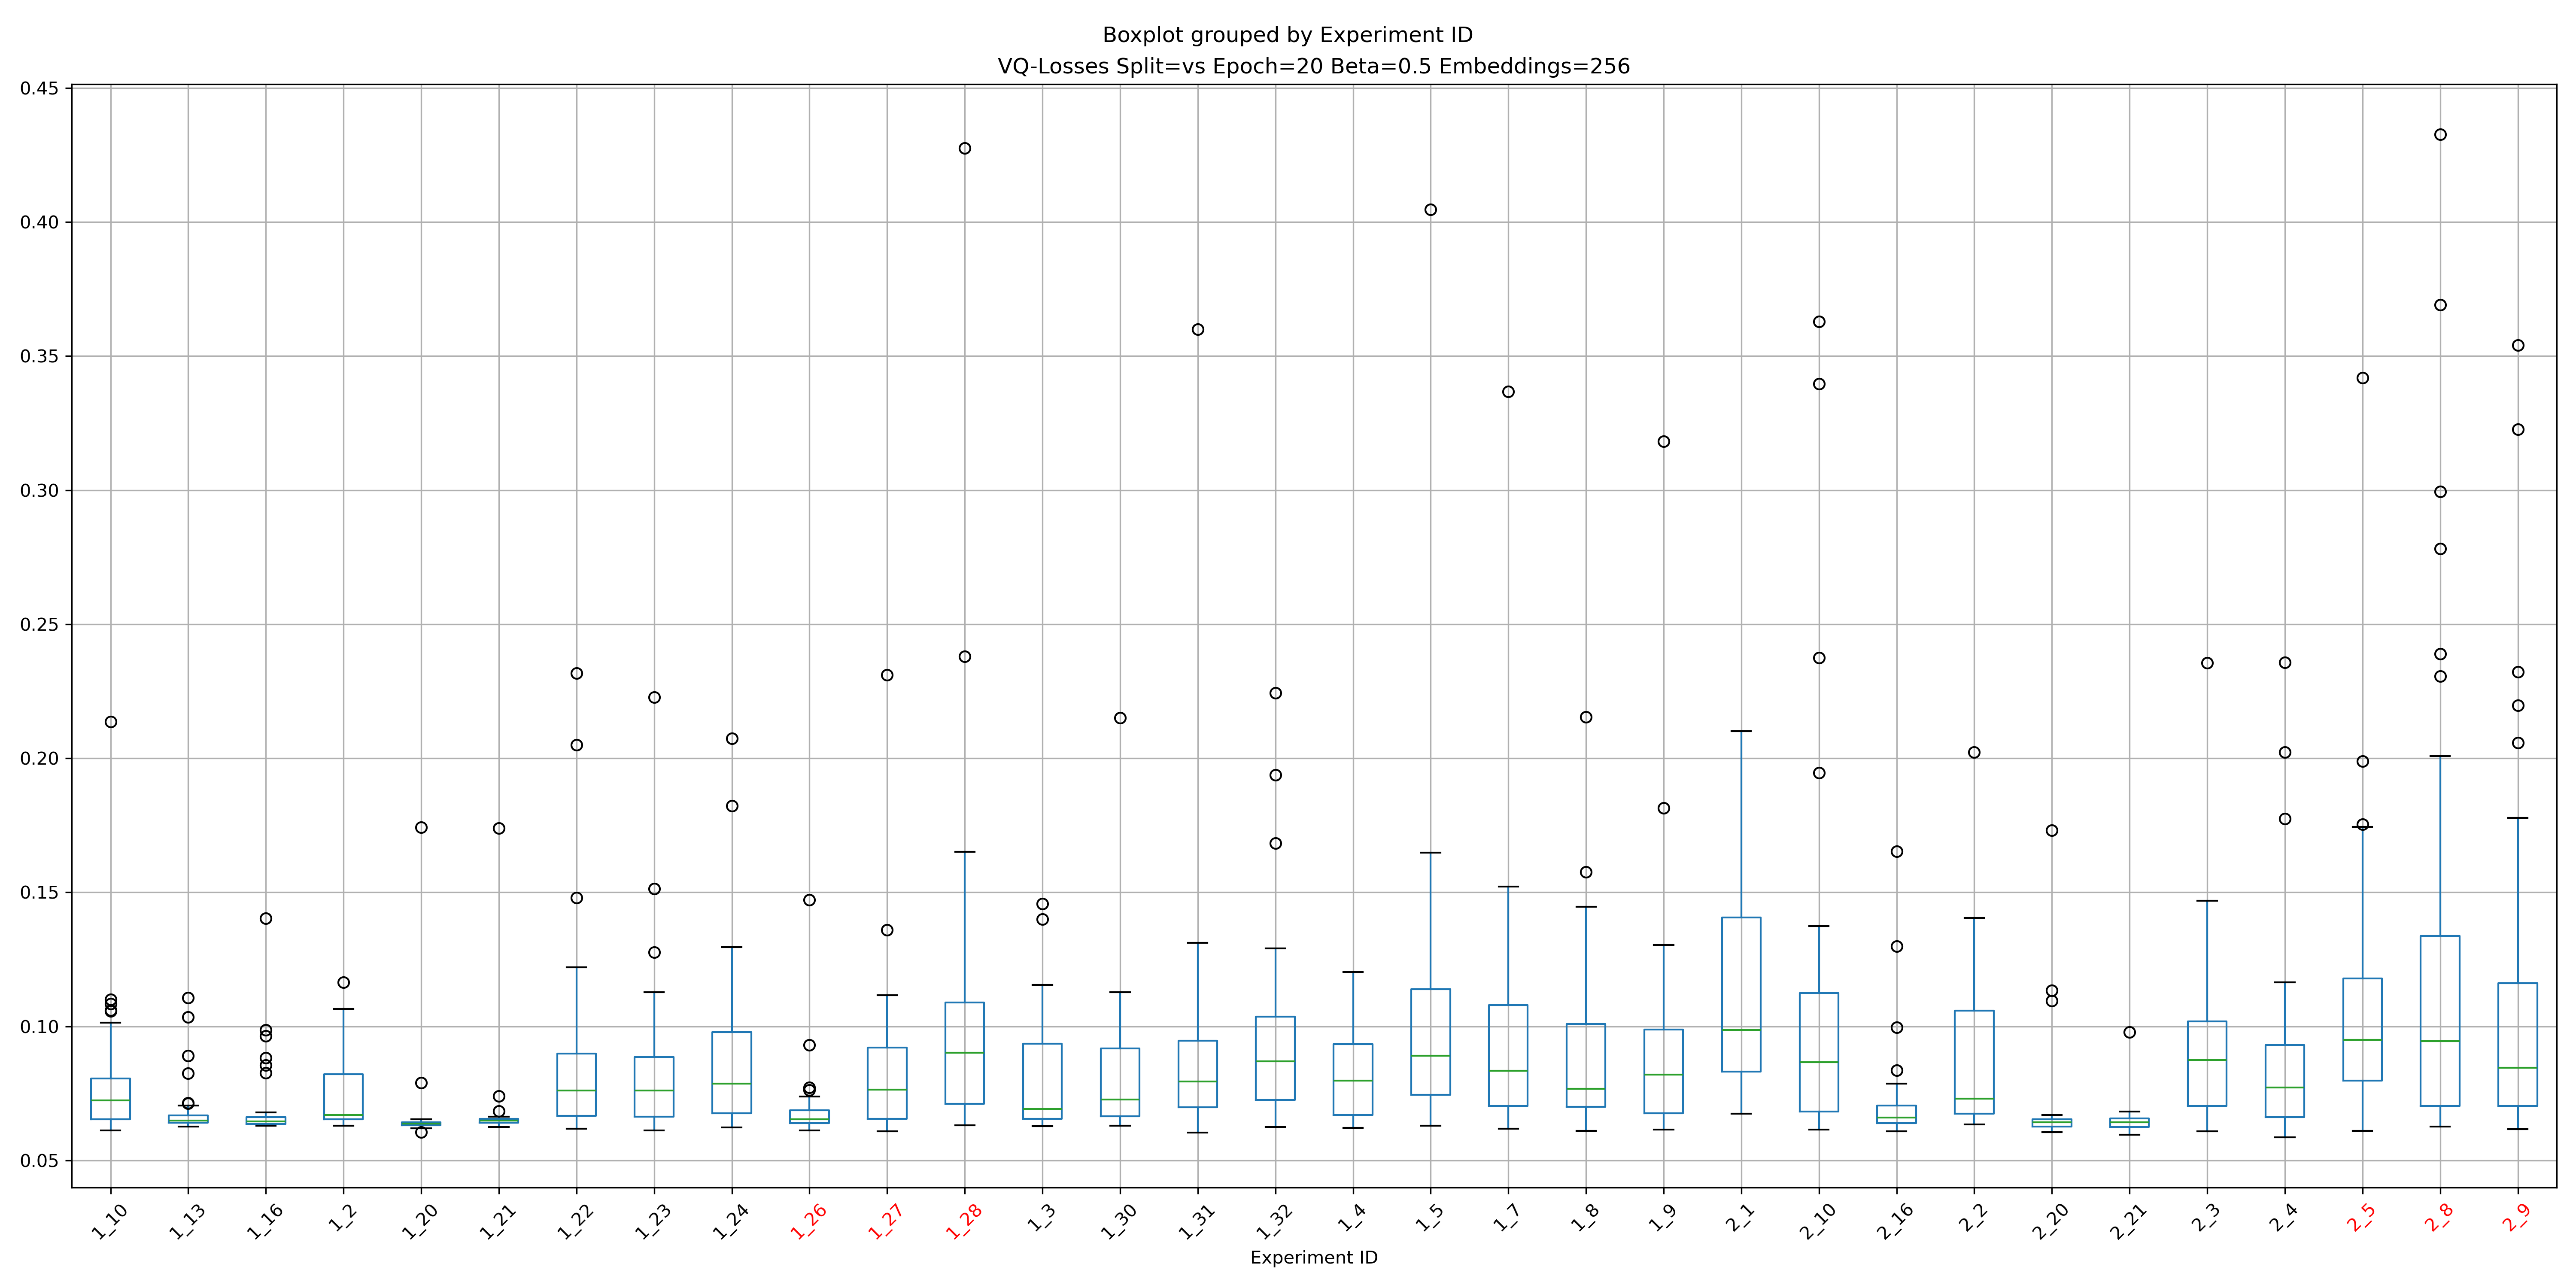 Boxplot grouped by Experiment ID
VQ-Losses Split=vs Epoch=20 Beta=0.5 Embeddings=256
0.45
0.40
0.35
0.30
0.25
0.20
0.15
0.10
0.05
1_10 1_13 1_16 1_2 1_20 1_21 1_22 1_23 1_24 1_26 1_27 1_28 1_3 1_30 1_31 1_32 1_4 1_5 1_7 1_8 1_9 2_1 2_10 2_16 2_2 2_20 2_21 2_3 2_4 2_5 2_8 2_9
Experiment ID